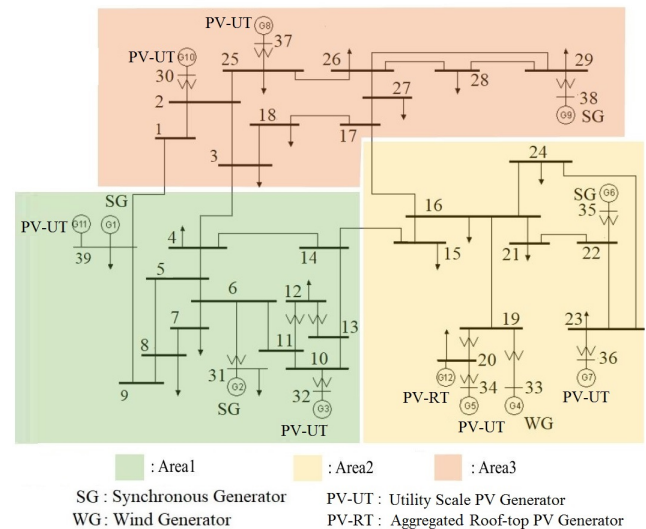 PV-UT G8
37
PV-UT G10
30
25
26
29
28
2
27
38
G9 SG
1
18
17
3
24
SG
SG G6
35
PV-UT G11 G1
16
4
39
14
15
21
22
5
6
12
7
13
19
23
8
11
20
36
31
10
9
G2
32
G12
34
33
G7
SG
G3
PV-RT
G5
G4
PV-UT
PV-UT
PV-UT
WG
: Area1
: Area2
: Area3
SG : Synchronous Generator
PV-UT : Utility Scale PV Generator
WG : Wind Generator
PV-RT : Aggregated Roof-top PV Generator